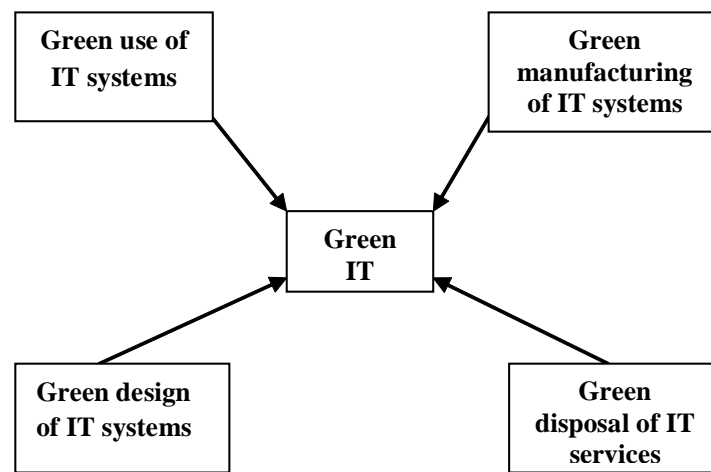 Green use of
IT systems
Green
manufacturing
of IT systems
Green
IT
Green design
of IT systems
Green
disposal of IT
services